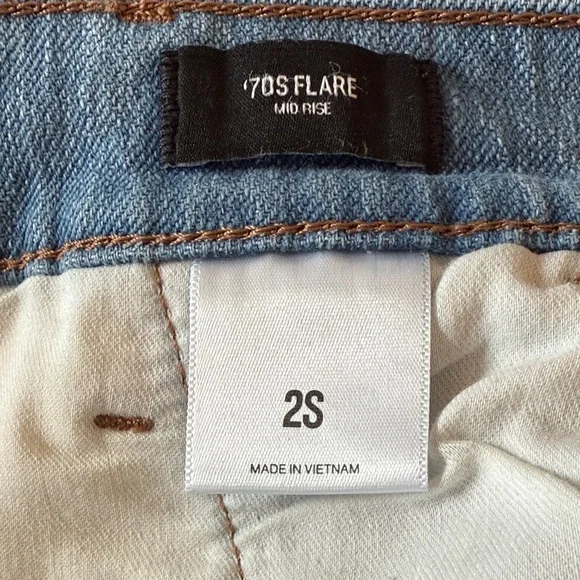 '70S FLARE
MID RISE
2S
MADE IN VIETNAM